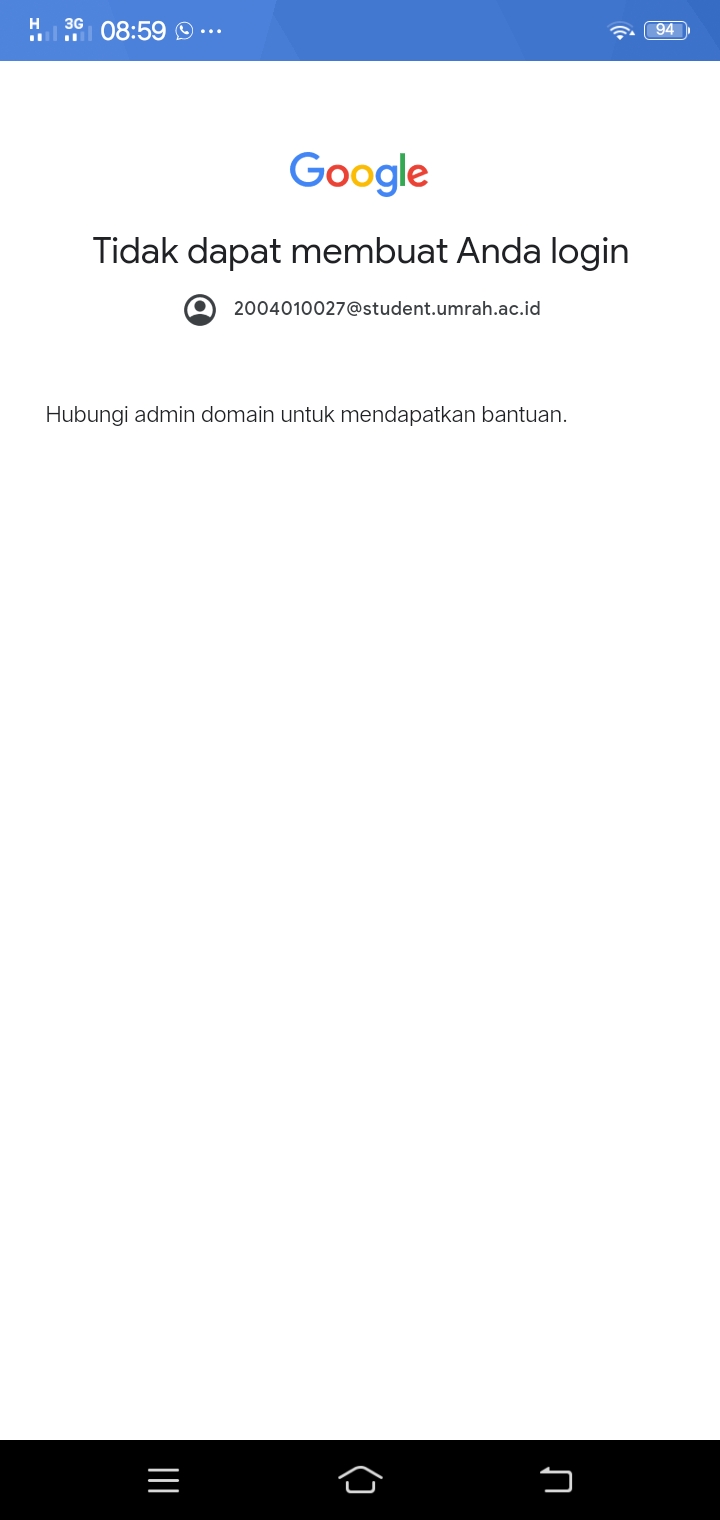 H 3G 08:59 94
Google
Tidak dapat membuat Anda login
2004010027@student.umrah.ac.id
Hubungi admin domain untuk mendapatkan bantuan.